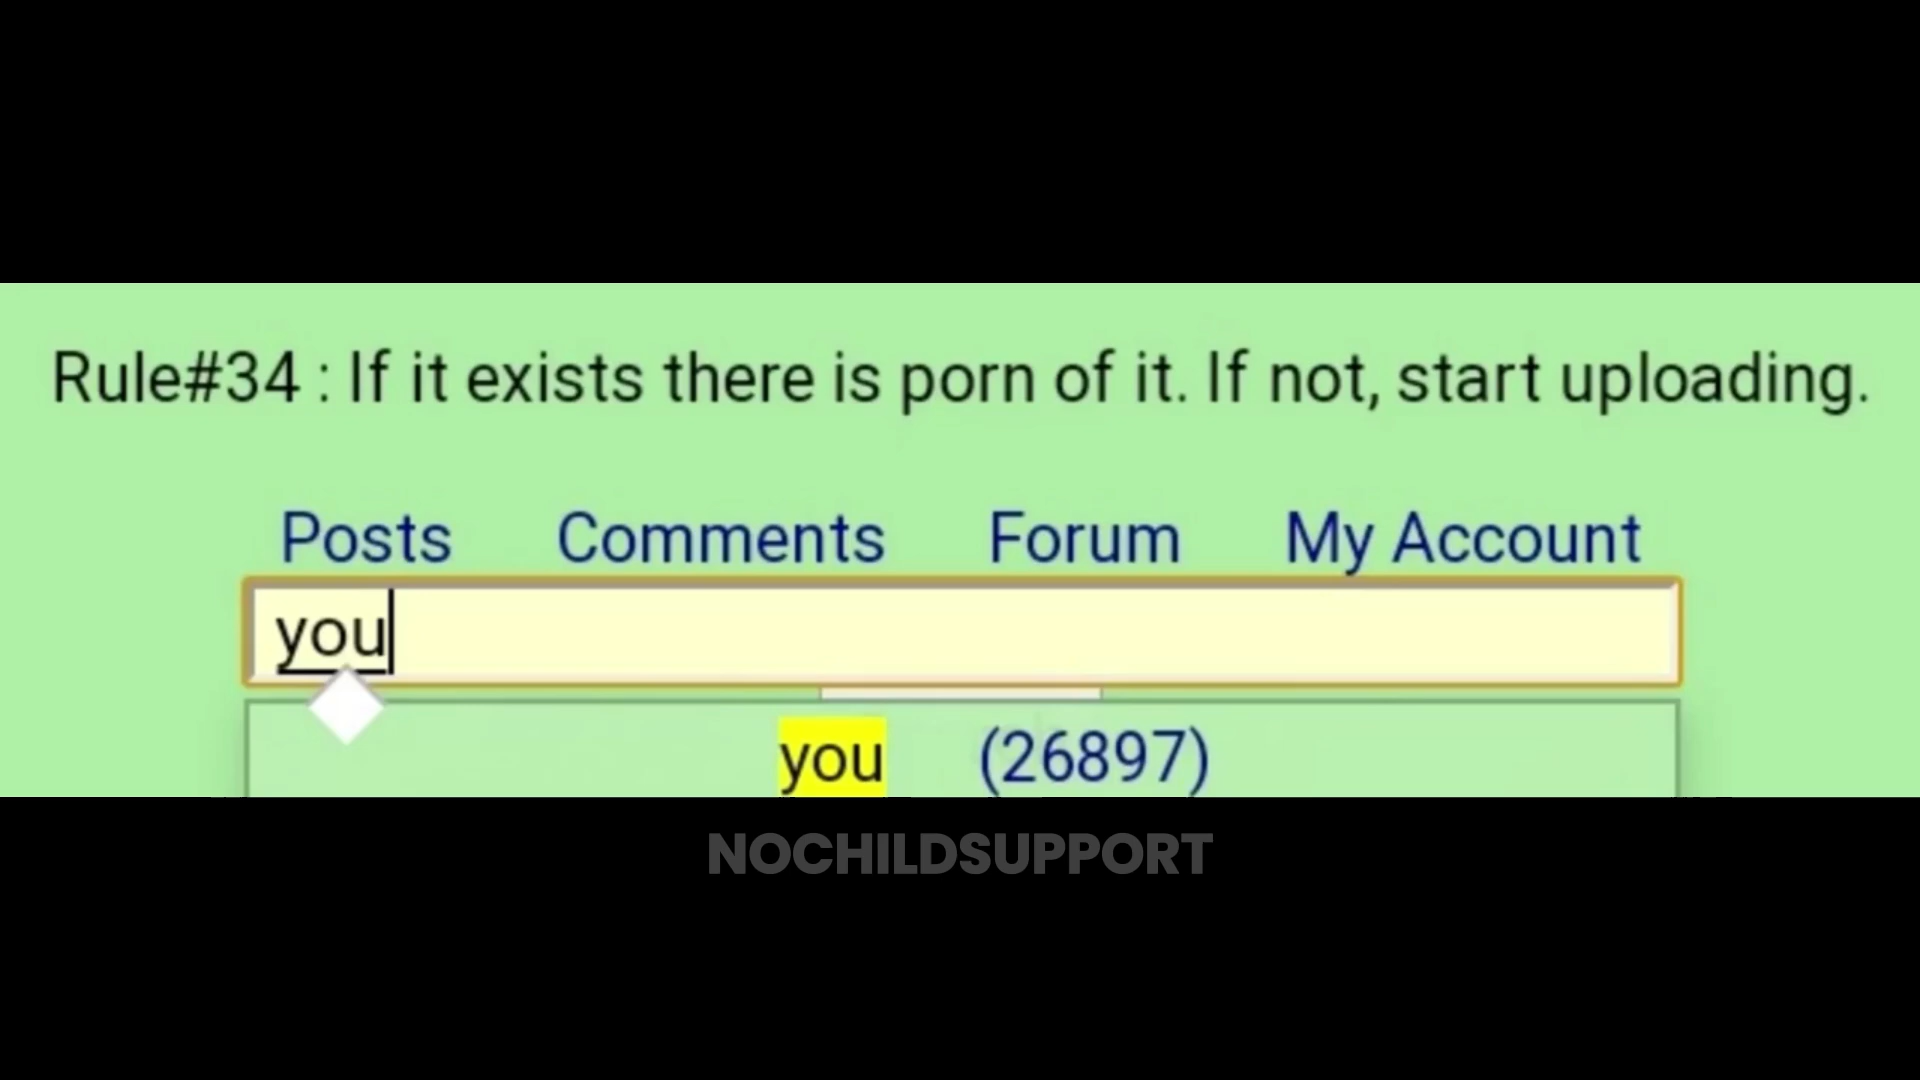 Rule#34 : If it exists there is porn of it. If not, start uploading.
Posts Comments Forum My Account
you
you (26897)
NOCHILDSUPPORT